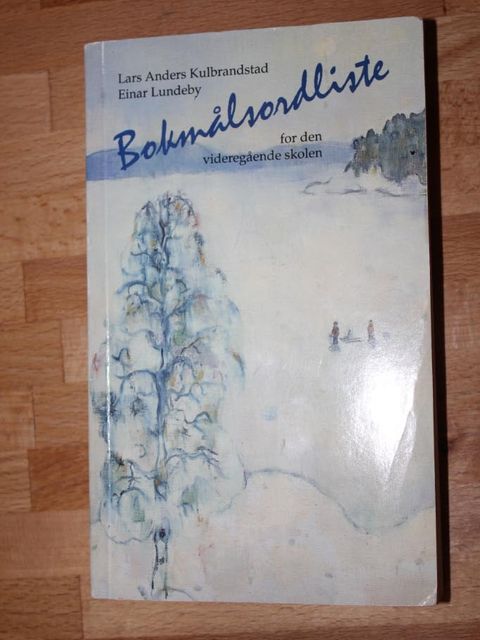 Lars Anders Kulbrandstad
Einar Lundeby
Bokmålsordliste
for den
videregående skolen